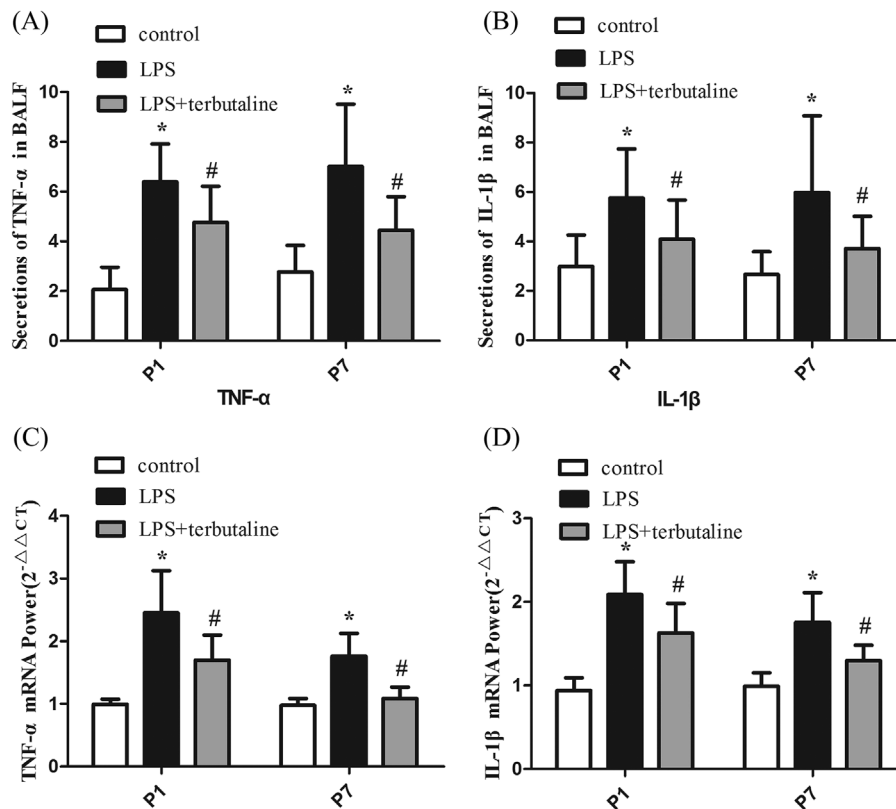 (A)
control
LPS
LPS+terbutaline
Secretions of TNF-α in BALF
10
8
6
4
2
0
*
#
*
#
P1
P7
TNF-α
(B)
control
LPS
LPS+terbutaline
Secretions of IL-1β in BALF
10
8
6
4
2
0
*
#
*
#
P1
P7
IL-1β
(C)
control
LPS
LPS+terbutaline
TNF-α mRNA Power(2-△△CT)
4
3
2
1
0
*
#
*
#
P1
P7
(D)
control
LPS
LPS+terbutaline
IL-1β mRNA Power(2-△△CT)
3
2
1
0
*
#
*
#
P1
P7